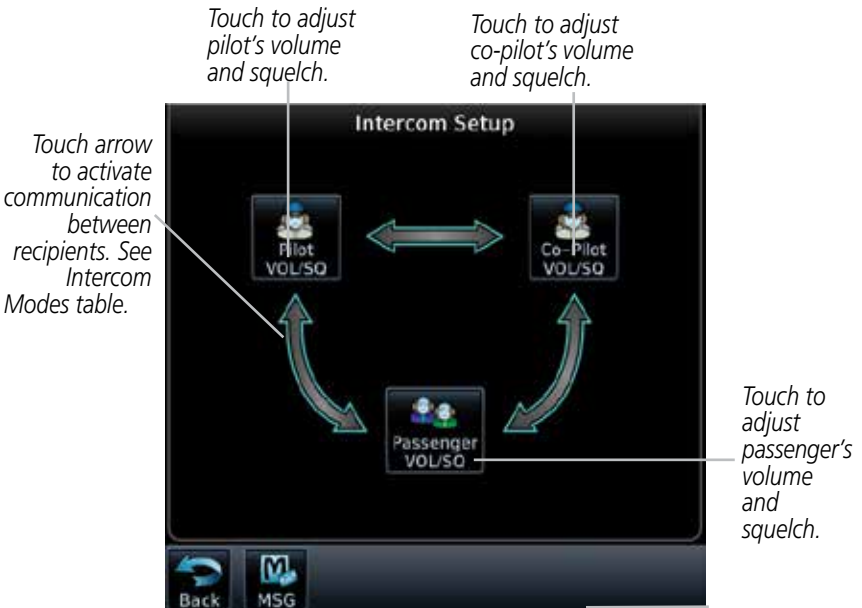 Touch to adjust
pilot's volume
and squelch.
Touch to adjust
co-pilot's volume
and squelch.
Touch arrow
to activate
communication
between
recipients. See
Intercom
Modes table.
Intercom Setup
Pilot
VOL/SQ
Co-Pilot
VOL/SQ
Passenger
VOL/SQ
Touch to
adjust
passenger's
volume
and
squelch.
Back
M
MSG